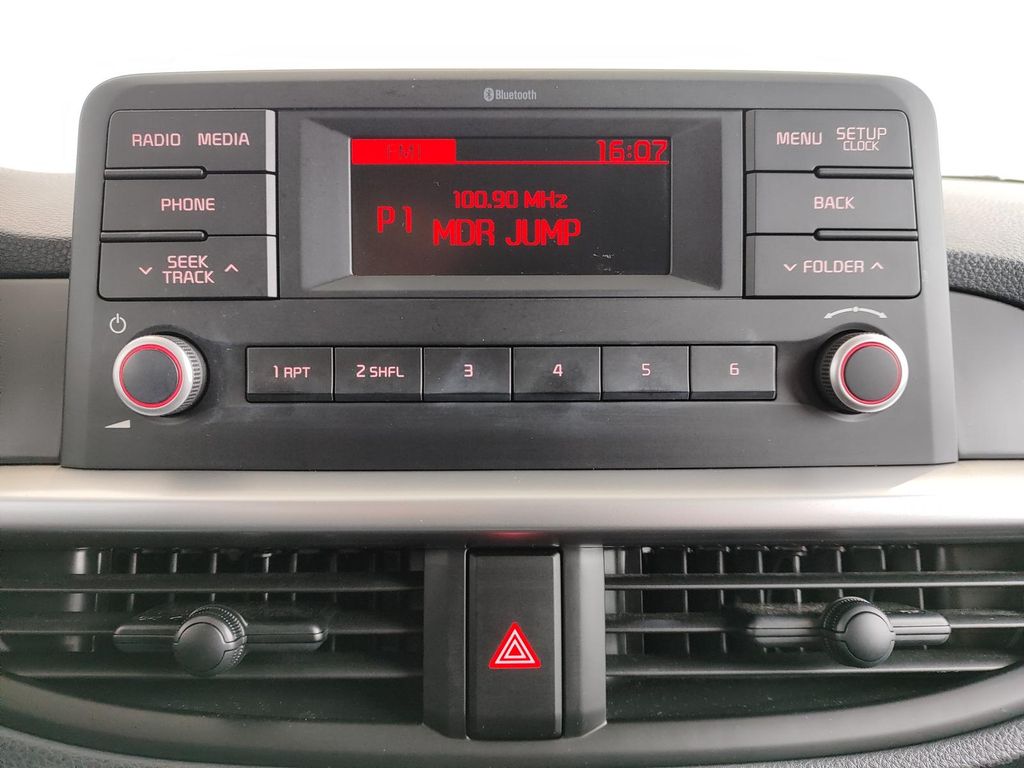 Bluetooth
RADIO MEDIA
PHONE
SEEK
TRACK
FM1
16:07
100.90 MHz
P1
MDR JUMP
MENU
SETUP
CLOCK
BACK
FOLDER
1 RPT
2 SHFL
3
4
5
6